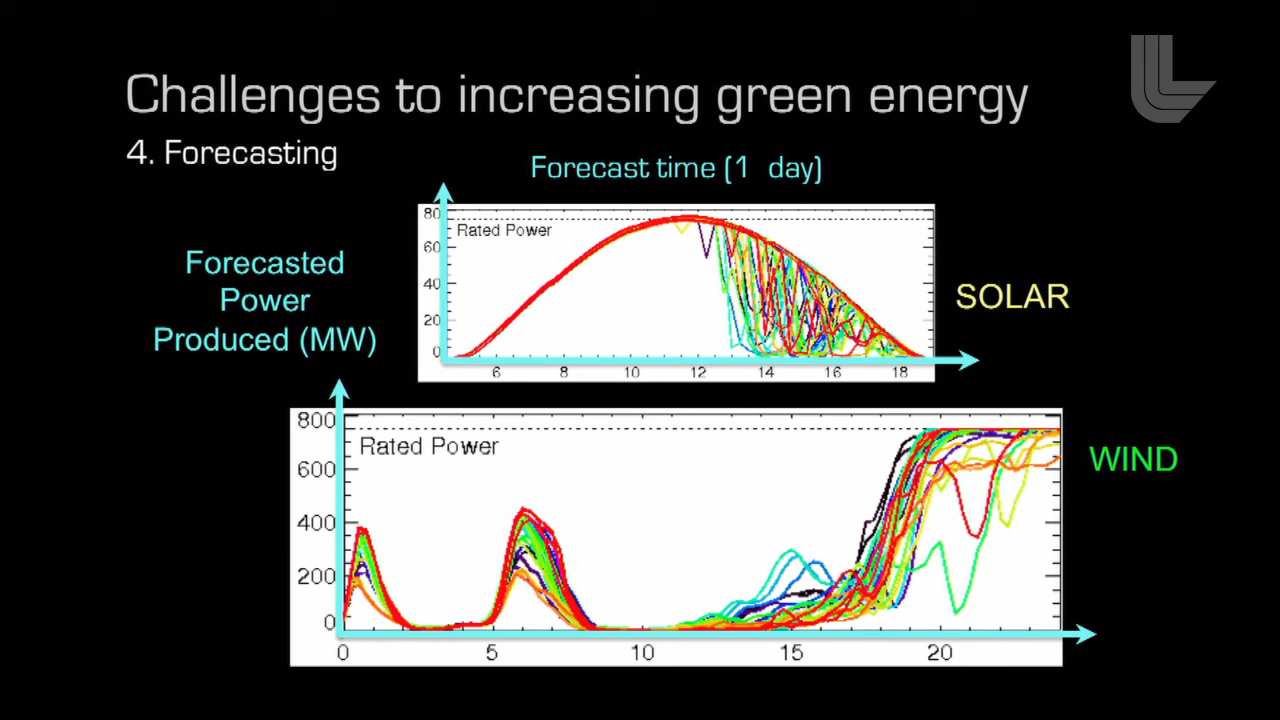 Challenges to increasing green energy
4. Forecasting
Forecast time (1 day)
80
Rated Power
60
40
20
0
6 8 10 12 14 16 18
Forecasted
Power
Produced (MW)
SOLAR
800
Rated Power
600
400
200
0
0 5 10 15 20
WIND